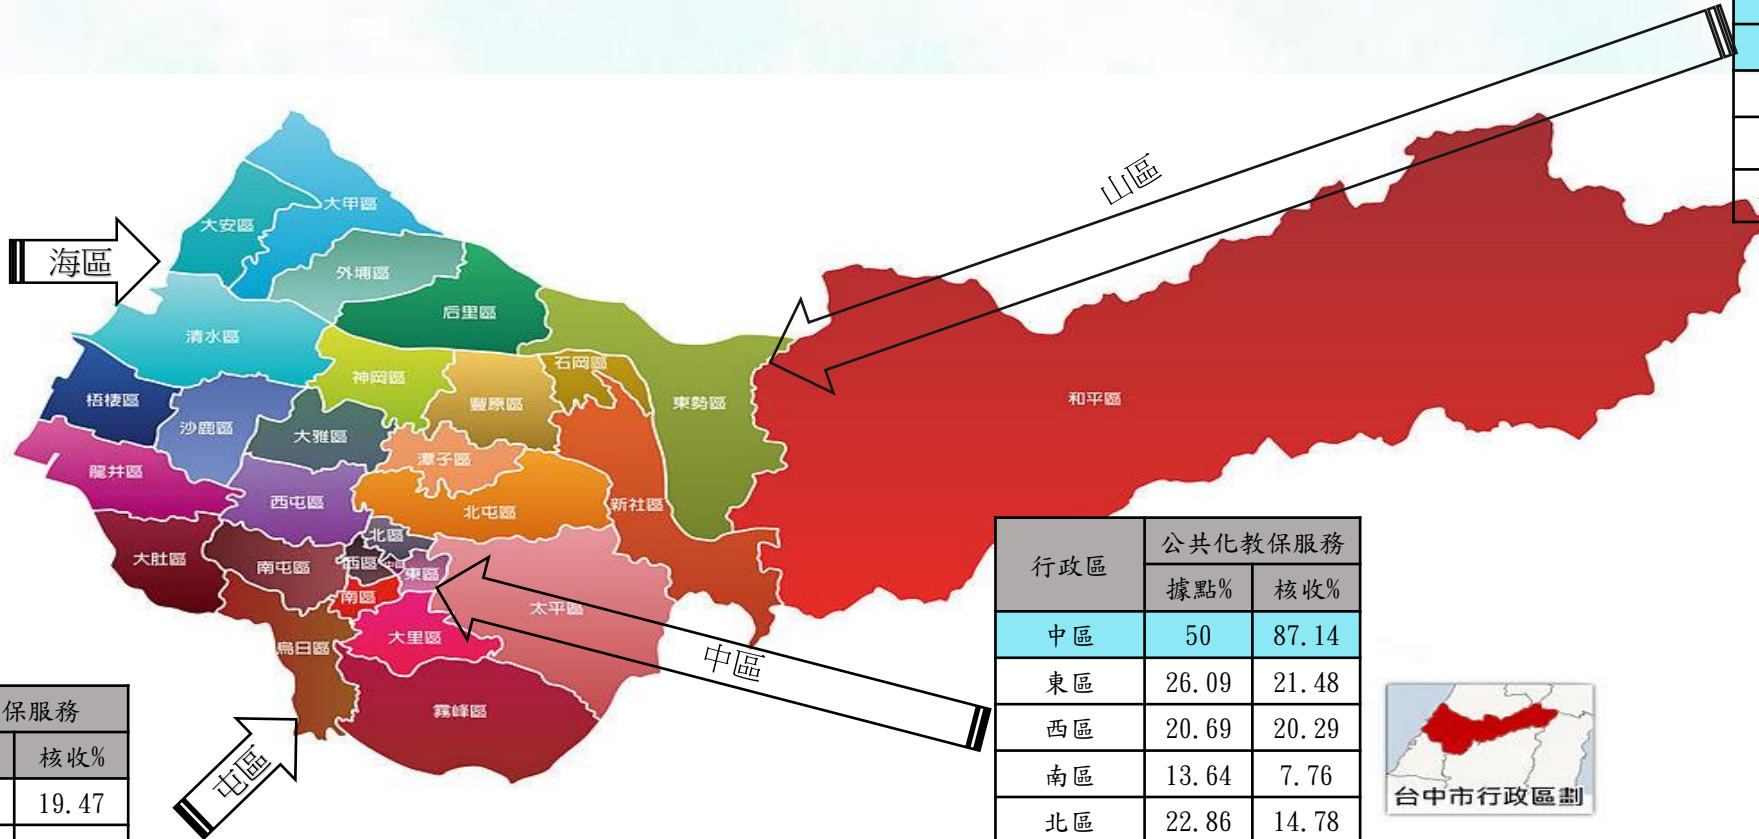 山區
大甲區
大安區
海區
外埔區
后里區
清水區
石岡區
神岡區
梧棲區
豐原區
東勢區
和平區
沙鹿區
大雅區
潭子區
龍井區
西屯區
北屯區
新社區
北區
大肚區
南屯區
西區
中區
東區
南區
太平區
大里區
烏日區
中區
霧峰區
屯區
行政區 公共化教保服務
據點% 核收%
中區 50 87.14
東區 26.09 21.48
西區 20.69 20.29
南區 13.64 7.76
北區 22.86 14.78
保服務
核收%
19.47
台中市行政區劃